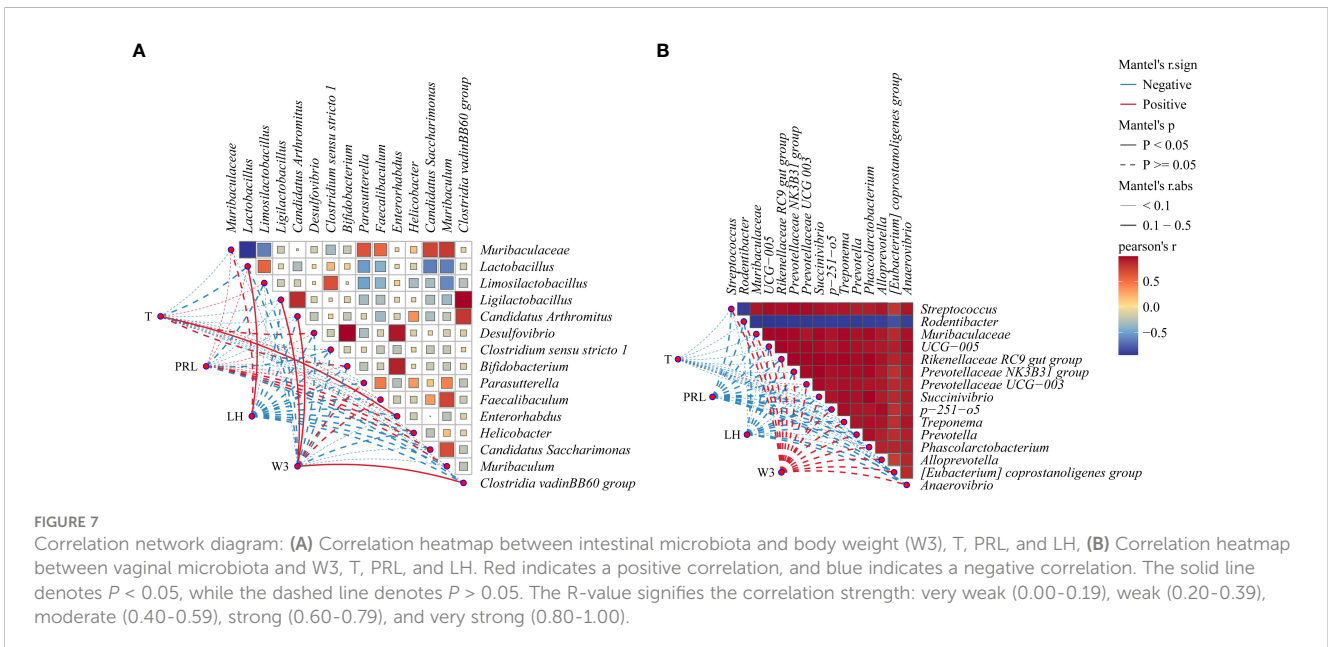 A
B
Muribaculaceae
Lactobacillus
Limosilactobacillus
Ligilactobacillus
Candidatus Arthromitus
Desulfovibrio
Clostridium sensu stricto 1
Bifidobacterium
Parasutterella
Faecalibaculum
Enterorhabdus
Helicobacter
Candidatus Saccharimonas
Muribaculum
Clostridia vadinBB60 group
Muribaculaceae
Lactobacillus
Limosilactobacillus
Ligilactobacillus
Candidatus Arthromitus
Desulfovibrio
Clostridium sensu stricto 1
Bifidobacterium
Parasutterella
Faecalibaculum
Enterorhabdus
Helicobacter
Candidatus Saccharimonas
Muribaculum
Clostridia vadinBB60 group
T
PRL
LH
W3
Streptococcus
Rodentibacter
Muribaculaceae
UCG−005
Rikenellaceae RC9 gut group
Prevotellaceae NK3B31 group
Prevotellaceae UCG 003
Succinivibrio
p−251−o5
Treponema
Prevotella
Phascolarctobacterium
Alloprevotella
[Eubacterium] coprostanoligenes group
Anaerovibrio
Streptococcus
Rodentibacter
Muribaculaceae
UCG−005
Rikenellaceae RC9 gut group
Prevotellaceae NK3B31 group
Prevotellaceae UCG−003
Succinivibrio
p−251−o5
Treponema
Prevotella
Phascolarctobacterium
Alloprevotella
[Eubacterium] coprostanoligenes group
Anaerovibrio
T
PRL
LH
W3
Mantel's r.sign
Negative
Positive
Mantel's p
P < 0.05
P >= 0.05
Mantel's r.abs
< 0.1
0.1 − 0.5
pearson's r
0.5
0.0
−0.5
FIGURE 7
Correlation network diagram: (A) Correlation heatmap between intestinal microbiota and body weight (W3), T, PRL, and LH, (B) Correlation heatmap
between vaginal microbiota and W3, T, PRL, and LH. Red indicates a positive correlation, and blue indicates a negative correlation. The solid line
denotes P < 0.05, while the dashed line denotes P > 0.05. The R-value signifies the correlation strength: very weak (0.00-0.19), weak (0.20-0.39),
moderate (0.40-0.59), strong (0.60-0.79), and very strong (0.80-1.00).